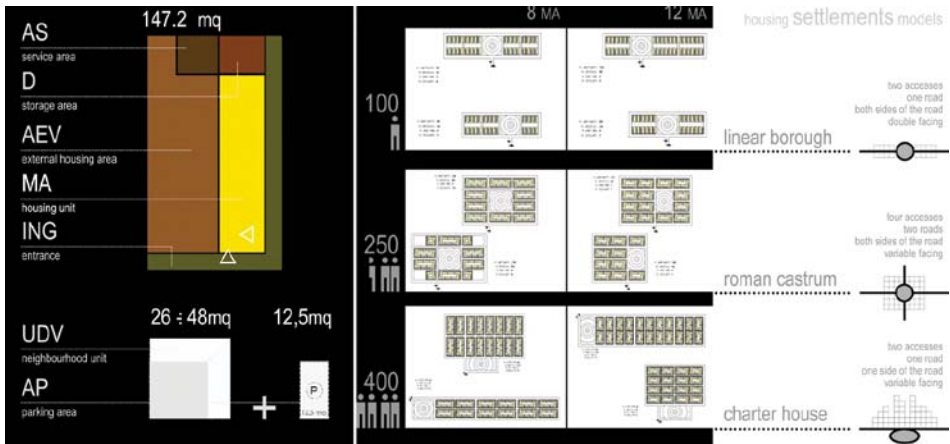 147.2 mq
AS
service area
D
storage area
AEV
external housing area
MA
housing unit
ING
entrance
26 ÷ 48mq
12,5mq
UDV
neighbourhood unit
AP
parking area
P
8 MA
12 MA
100
250
400
housing settlements models
two accesses
one road
both sides of the road
double facing
linear borough
four accesses
two roads
both sides of the road
variable facing
roman castrum
two accesses
one road
one side of the road
variable facing
charter house